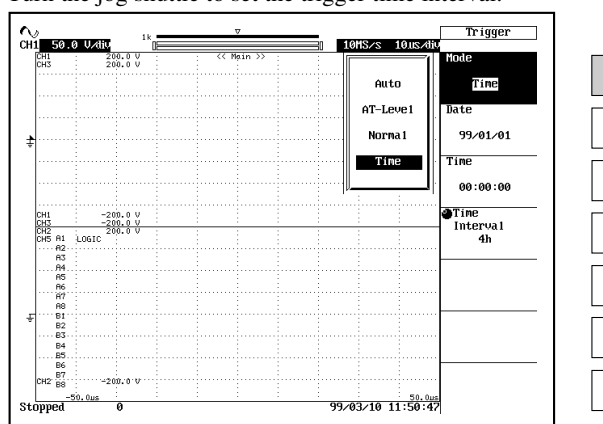 Turn the jog shuttle to set the trigger time interval.
CH1 50.0 V/div
1k
10MS/s 10us/div
Trigger
CH1 200.0 V
CH3 200.0 V
<< Main >>
Auto
AT-Level
Normal
Time
Mode
Time
Date
99/01/01
Time
00:00:00
Time
Interval
4h
CH1 -200.0 V
CH3 -200.0 V
CH2 200.0 V
CH5 A1 LOGIC
A2
A3
A4
A5
A6
A7
A8
B1
B2
B3
B4
B5
B6
B7
CH2 B8 -200.0 V
-50.0us
50.0us
Stopped 0
99/03/10 11:50:47